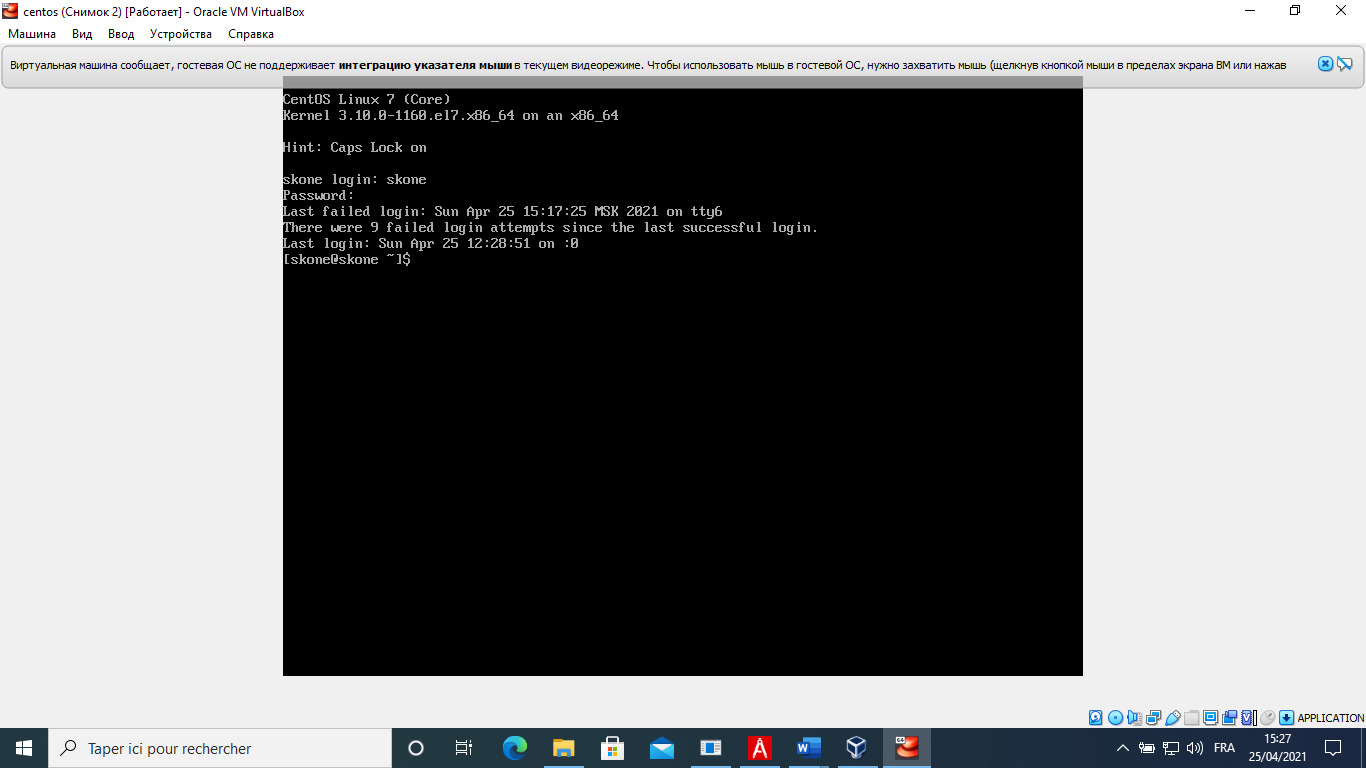 centos (Снимок 2) [Работает] - Oracle VM VirtualBox
Машина Вид Ввод Устройства Справка
Виртуальная машина сообщает, гостевая ОС не поддерживает интеграцию указателя мыши в текущем видеорежиме. Чтобы использовать мышь в гостевой ОС, нужно захватить мышь (щелкнув кнопкой мыши в пределах экрана ВМ или нажав
CentOS Linux 7 (Core)
Kernel 3.10.0-1160.el7.x86_64 on an x86_64
Hint: Caps Lock on
skone login: skone
Password:
Last failed login: Sun Apr 25 15:17:25 MSK 2021 on tty6
There were 9 failed login attempts since the last successful login.
Last login: Sun Apr 25 12:28:51 on :0
[skone@skone ~]$
APPLICATION
Taper ici pour rechercher
FRA
15:27
25/04/2021